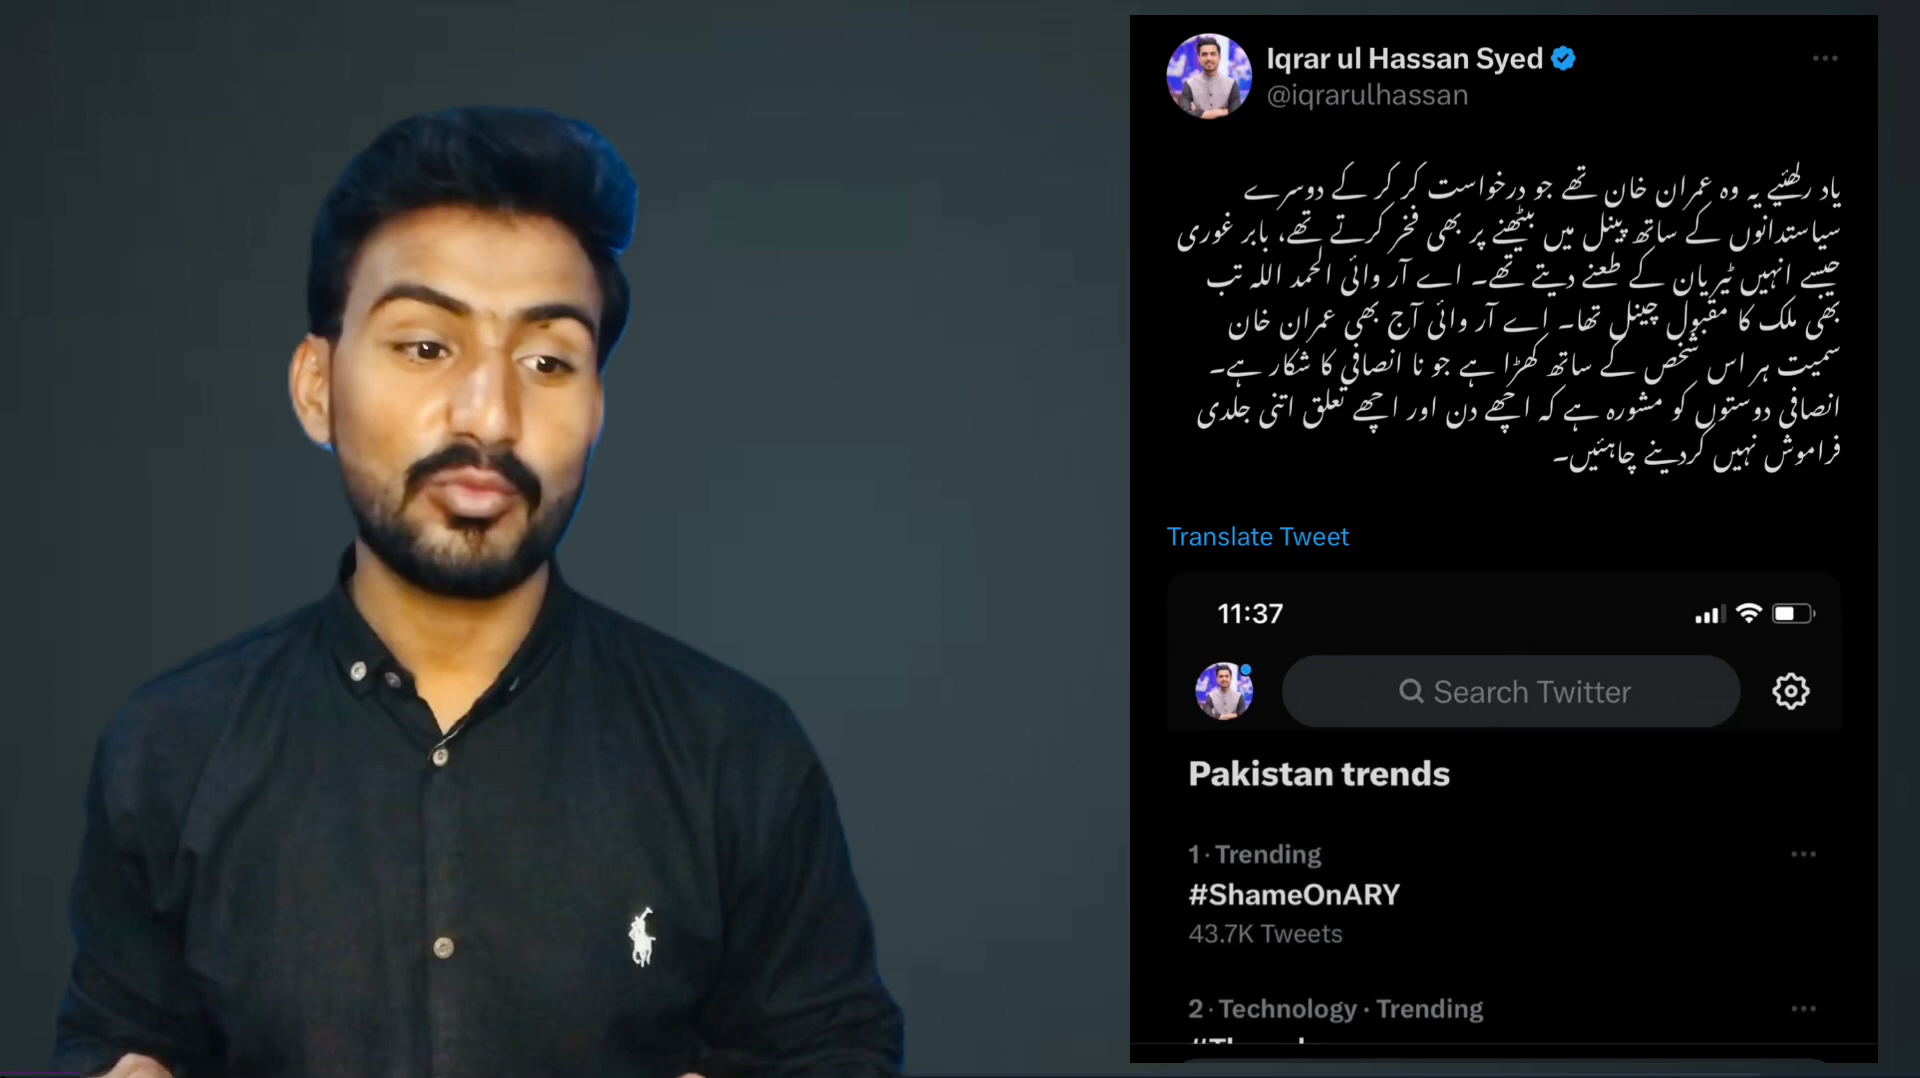 Iqrar ul Hassan Syed
@iqrarulhassan
یاد رکھئیے یہ وہ عمران خان تھے جو درخواست کر کر کے دوسرے
سیاستدانوں کے ساتھ پینل میں بیٹھنے پر بھی فخر کرتے تھے، بابر غوری
جیسے انہیں ٹیریان کے طعنے دیتے تھے۔ اے آر وائی الحمد اللہ تب
بھی ملک کا مقبول چینل تھا۔ اے آر وائی آج بھی عمران خان
سمیت ہر اس شخص کے ساتھ کھڑا ہے جو نا انصافی کا شکار ہے۔
انصافی دوستوں کو مشورہ ہے کہ اچھے دن اور اچھے تعلق اتنی جلدی
فراموش نہیں کردینے چاہئیں۔
Translate Tweet
11:37
Search Twitter
Pakistan trends
1 · Trending
#ShameOnARY
43.7K Tweets
2 · Technology · Trending